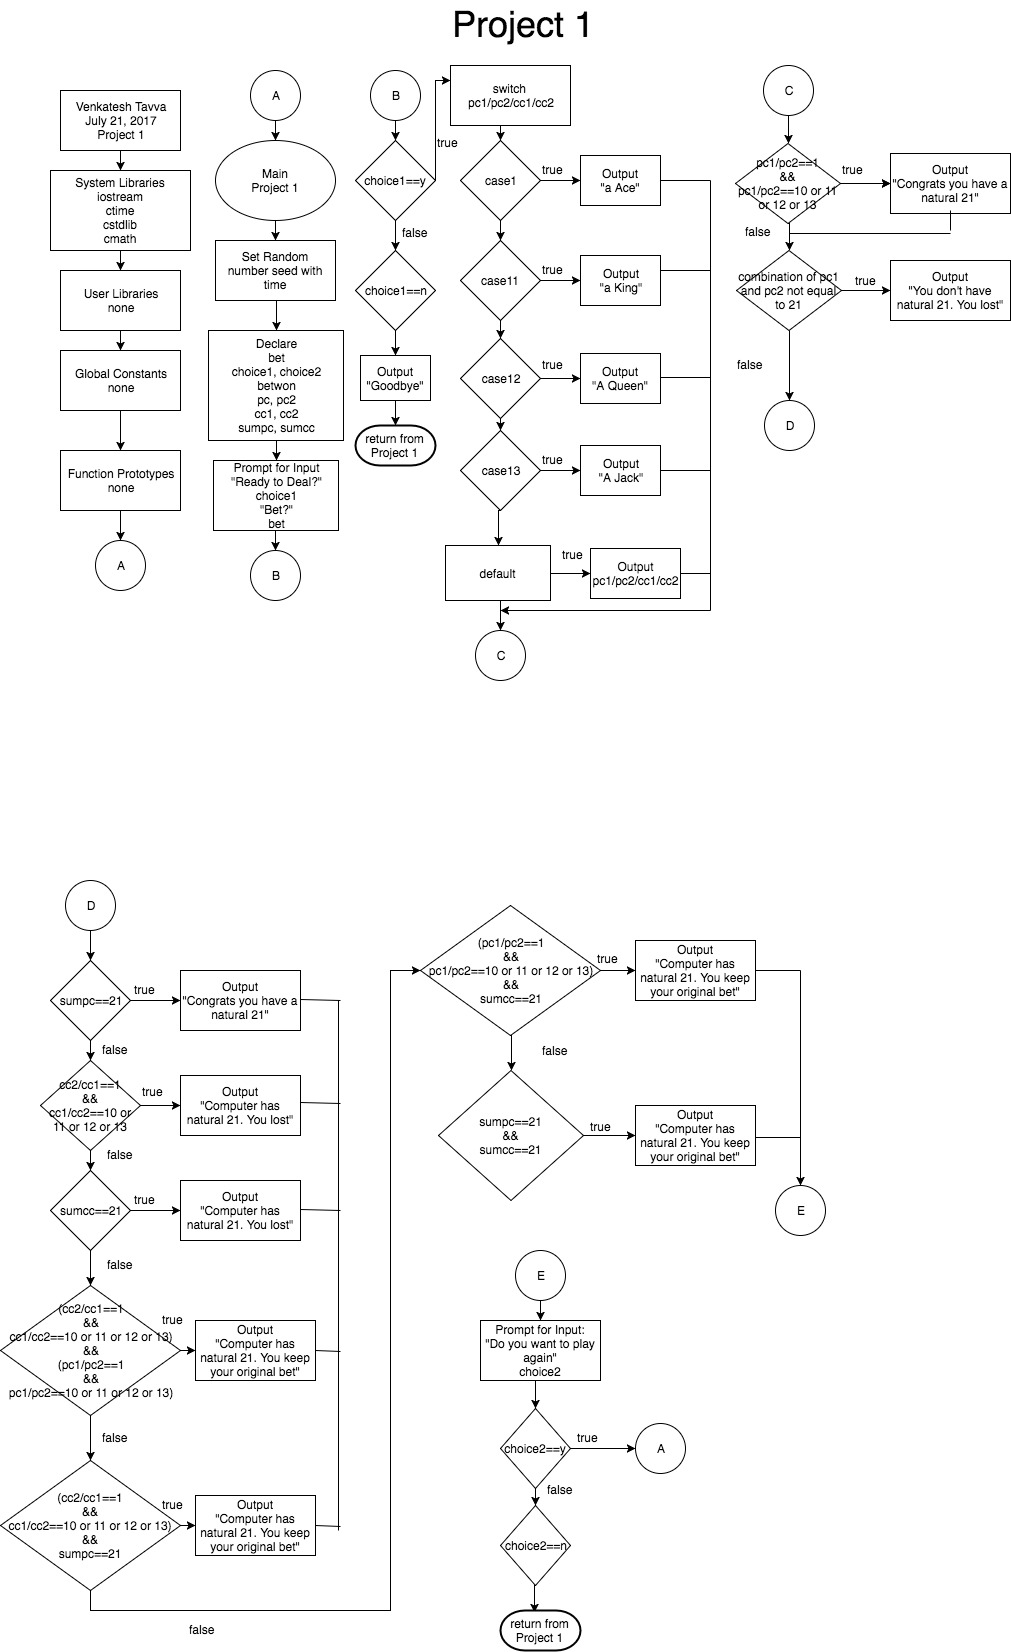 Project 1
Venkatesh Tavva
July 21, 2017
Project 1
System Libraries
iostream
ctime
cstdlib
cmath
User Libraries
none
Global Constants
none
Function Prototypes
none
A
A
Main
Project 1
Set Random
number seed with
time
Declare
bet
choice1, choice2
betwon
pc, pc2
cc1, cc2
sumpc, sumcc
Prompt for Input
"Ready to Deal?"
choice1
"Bet?"
bet
B
B
choice1==y
true
false
choice1==n
Output
"Goodbye"
return from
Project 1
switch
pc1/pc2/cc1/cc2
case1
true
Output
"a Ace"
case11
true
Output
"a King"
case12
true
Output
"A Queen"
case13
true
Output
"A Jack"
default
true
Output
pc1/pc2/cc1/cc2
C
C
pc1/pc2==1
&&
pc1/pc2==10 or 11
or 12 or 13
true
Output
"Congrats you have a
natural 21"
false
combination of pc1
and pc2 not equal
to 21
true
Output
"You don't have
natural 21. You lost"
false
D
D
sumpc==21
true
Output
"Congrats you have a
natural 21"
false
cc2/cc1==1
&&
cc1/cc2==10 or
11 or 12 or 13
true
Output
"Computer has
natural 21. You lost"
false
sumcc==21
true
Output
"Computer has
natural 21. You lost"
false
(cc2/cc1==1
&&
cc1/cc2==10 or 11 or 12 or 13)
&&
(pc1/pc2==1
&&
pc1/pc2==10 or 11 or 12 or 13)
true
Output
"Computer has
natural 21. You keep
your original bet"
false
(cc2/cc1==1
&&
cc1/cc2==10 or 11 or 12 or 13)
&&
sumpc==21
true
Output
"Computer has
natural 21. You keep
your original bet"
false
(pc1/pc2==1
&&
pc1/pc2==10 or 11 or 12 or 13)
&&
sumcc==21
true
Output
"Computer has
natural 21. You keep
your original bet"
false
sumpc==21
&&
sumcc==21
true
Output
"Computer has
natural 21. You keep
your original bet"
E
E
Prompt for Input:
"Do you want to play
again"
choice2
choice2==y
true
A
false
choice2==n
return from
Project 1